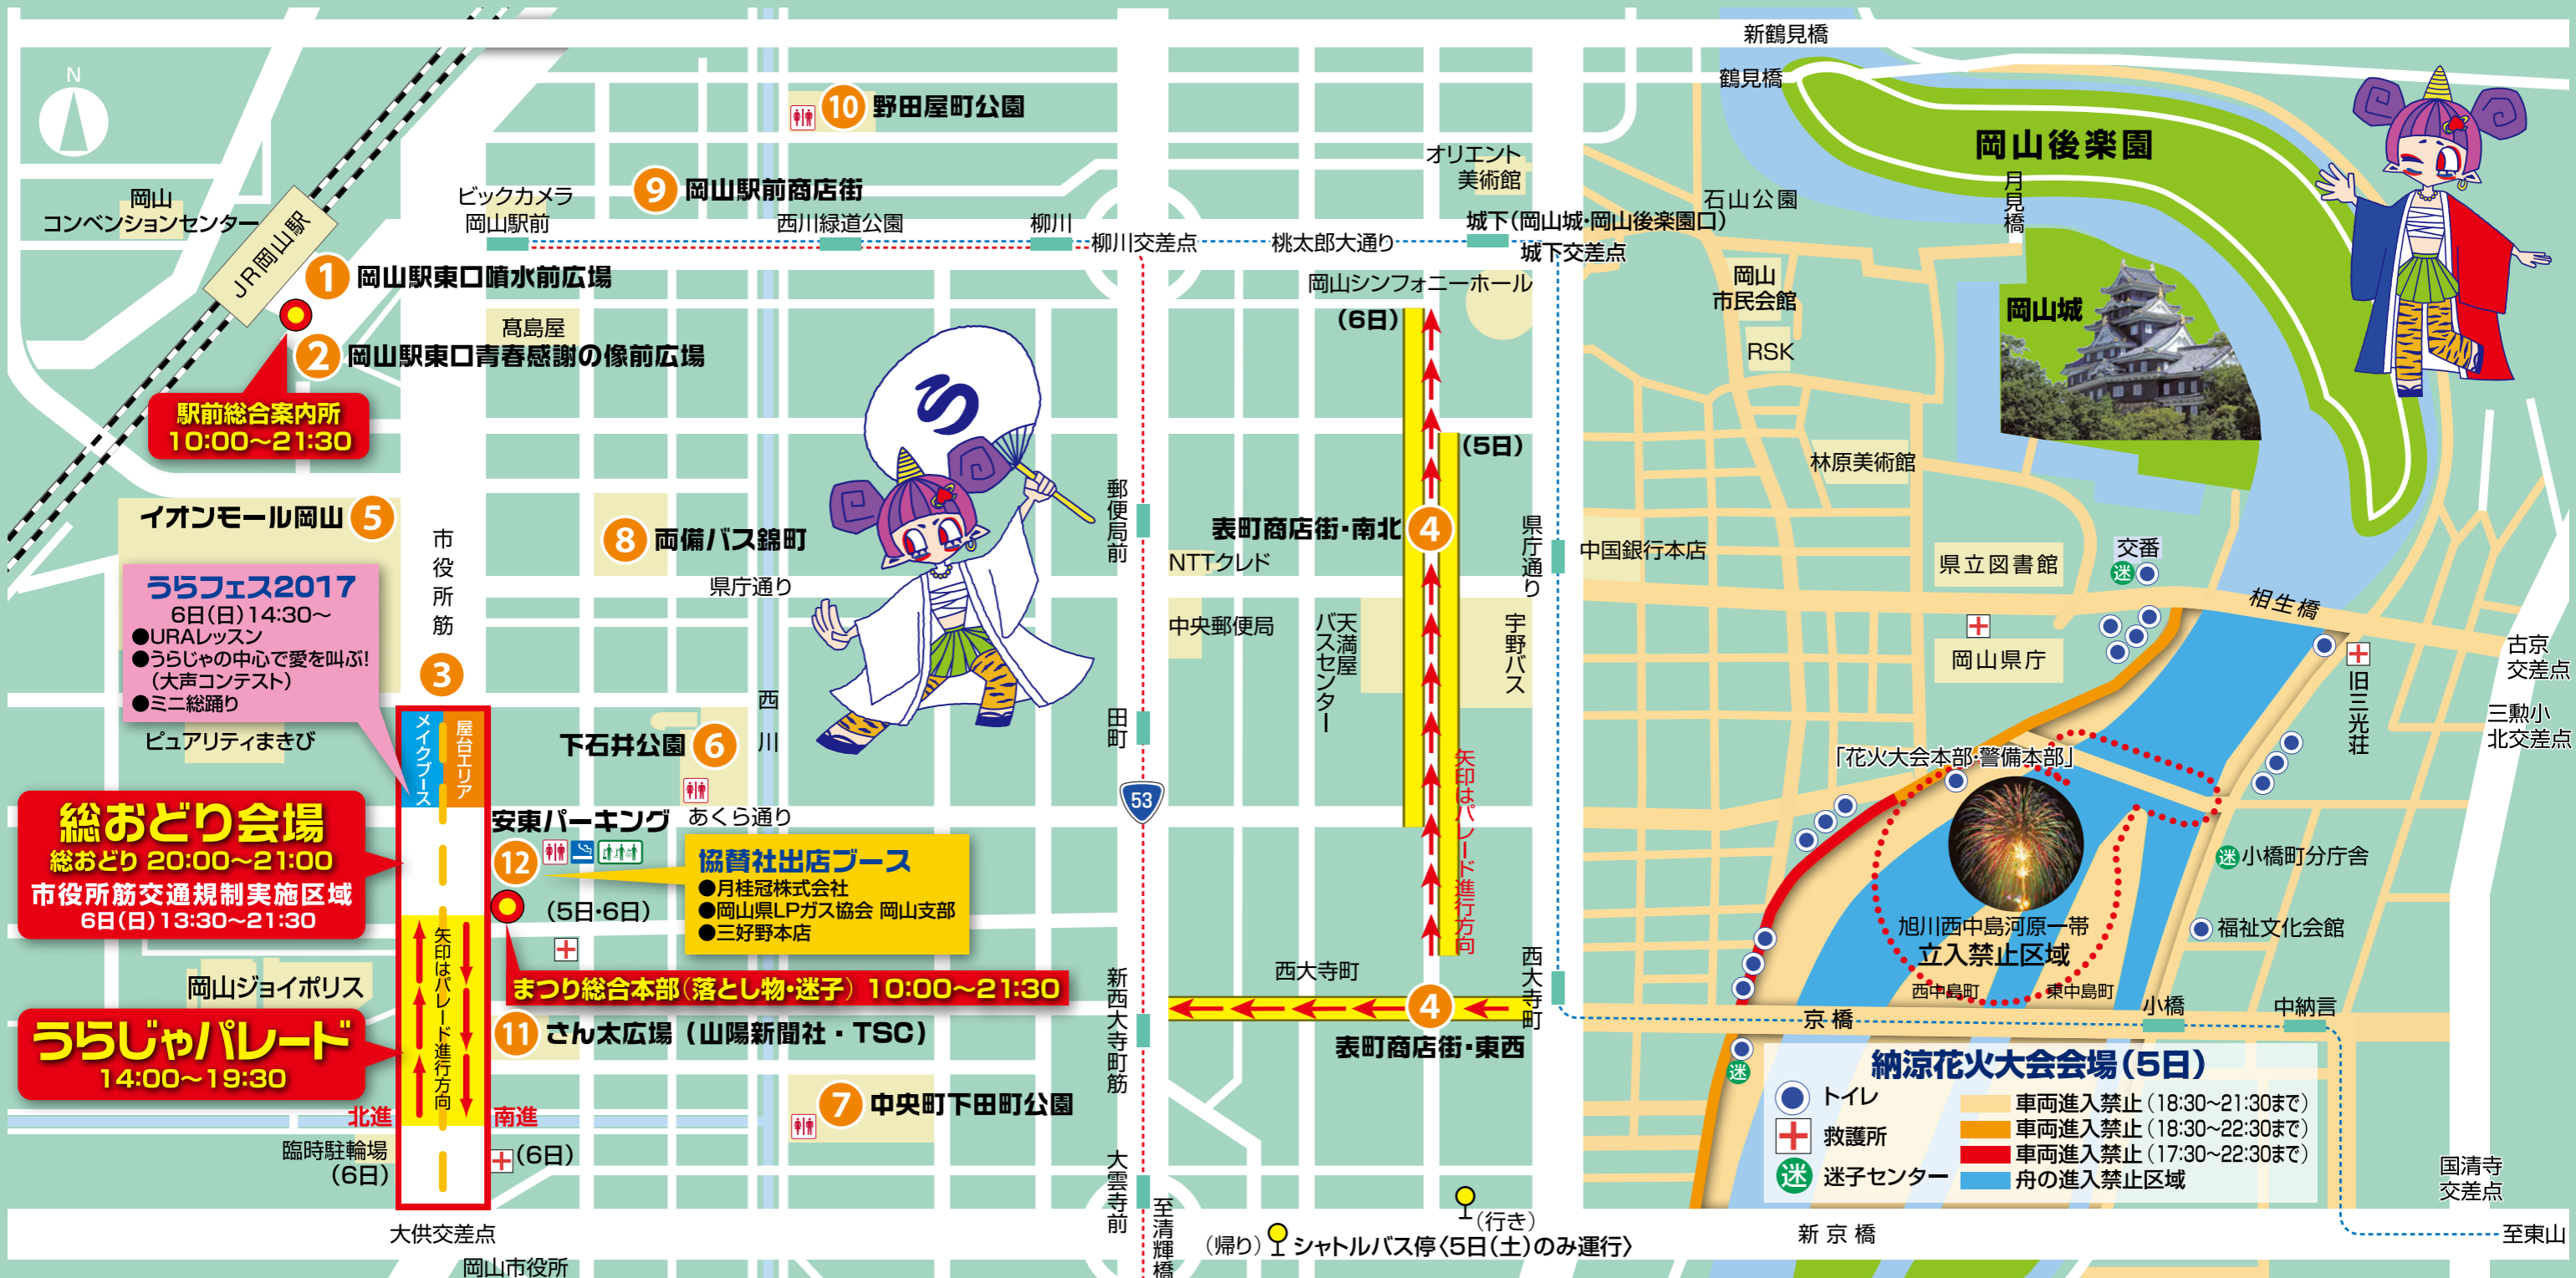 N
新鶴見橋
鶴見橋
⑩ 野田屋町公園
岡山後楽園
月見橋
オリエント
美術館
石山公園
岡山
コンベンションセンター
JR岡山駅
ビックカメラ
岡山駅前
⑨ 岡山駅前商店街
西川緑道公園
柳川
柳川交差点
桃太郎大通り
城下(岡山城・岡山後楽園口)
城下交差点
① 岡山駅東口噴水前広場
② 岡山駅東口青春感謝の像前広場
駅前総合案内所
10:00〜21:30
髙島屋
う
岡山シンフォニーホール
(6日)
(5日)
岡山
市民会館
RSK
岡山城
林原美術館
イオンモール岡山 ⑤
市役所筋
⑧ 両備バス錦町
県庁通り
郵便局前
表町商店街・南北 ④
NTTクレド
県庁通り
中国銀行本店
県立図書館
交番
迷
相生橋
うらフェス2017
6日(日)14:30〜
●URAレッスン
●うらじゃの中心で愛を叫ぶ!
(大声コンテスト)
●ミニ総踊り
③
中央郵便局
天満屋
バスセンター
宇野バス
岡山県庁
古京
交差点
旧三光荘
三勲小
北交差点
ピュアリティまきび
メイクブース
屋台エリア
下石井公園 ⑥
西川
田町
53
あくら通り
矢印はパレード進行方向
「花火大会本部・警備本部」
総おどり会場
総おどり 20:00〜21:00
市役所筋交通規制実施区域
6日(日)13:30〜21:30
安東パーキング
⑫
(5日・6日)
協賛社出店ブース
●月桂冠株式会社
●岡山県LPガス協会 岡山支部
●三好野本店
迷 小橋町分庁舎
福祉文化会館
旭川西中島河原一帯
立入禁止区域
西中島町
東中島町
岡山ジョイポリス
矢印はパレード進行方向
まつり総合本部(落とし物・迷子) 10:00〜21:30
新西大寺町筋
西大寺町
西大寺町
④
表町商店街・東西
京橋
小橋
中納言
うらじゃパレード
14:00〜19:30
⑪ さん太広場(山陽新聞社・TSC)
⑦ 中央町下田町公園
北進
南進
臨時駐輪場
(6日)
(6日)
大雲寺前
迷
納涼花火大会会場(5日)
トイレ
救護所
迷 迷子センター
車両進入禁止(18:30〜21:30まで)
車両進入禁止(18:30〜22:30まで)
車両進入禁止(17:30〜22:30まで)
舟の進入禁止区域
国清寺
交差点
大供交差点
岡山市役所
至清輝橋
(行き)
(帰り)
シャトルバス停〈5日(土)のみ運行〉
新京橋
至東山